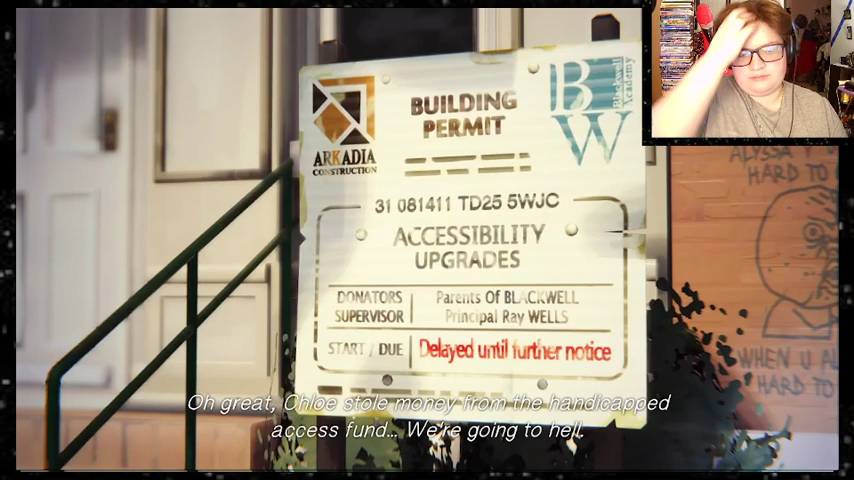 BUILDING
PERMIT
ARKADIA
CONSTRUCTION
B
W
Blackwell
Academy
31 081411 TD25 5WJC
ACCESSIBILITY
UPGRADES
DONATORS Parents Of BLACKWELL
SUPERVISOR Principal Ray WELLS
START / DUE Delayed until further notice
ALYSSA
HARD TO
WHEN U
HARD TO
Oh great, Chloe stole money from the handicapped
access fund... We're going to hell.